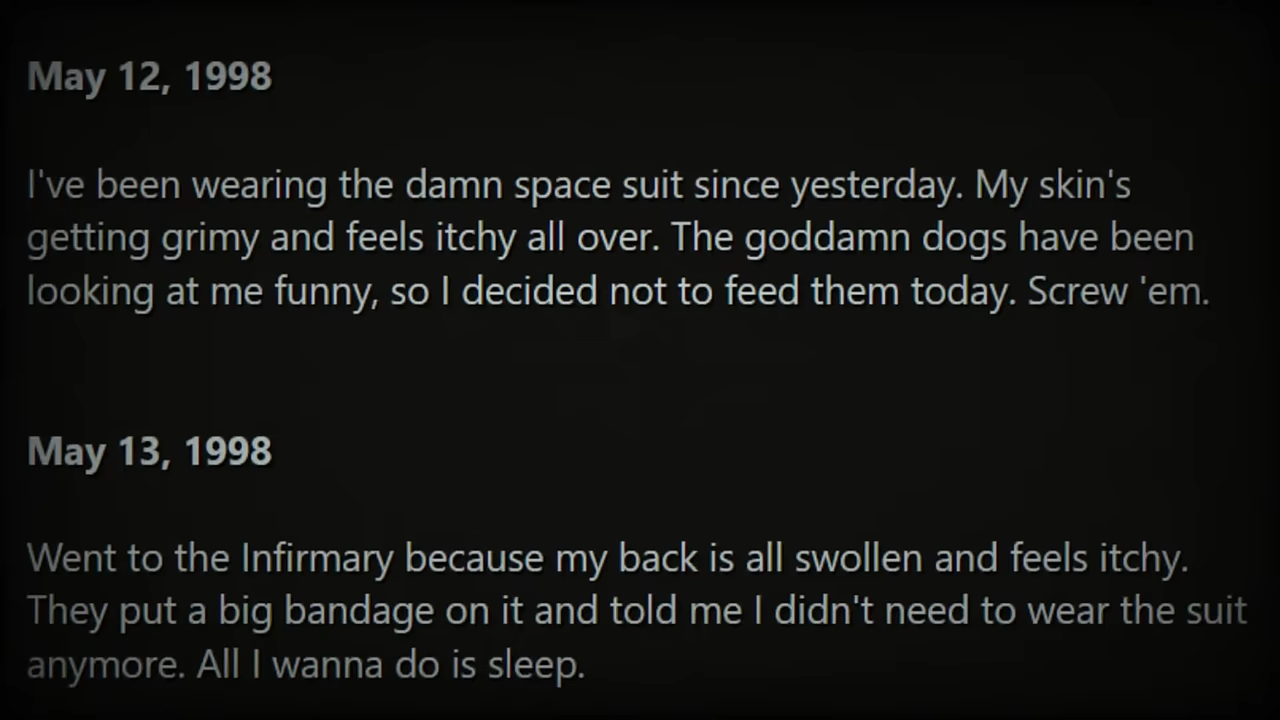 May 12, 1998
I've been wearing the damn space suit since yesterday. My skin's
getting grimy and feels itchy all over. The goddamn dogs have been
looking at me funny, so I decided not to feed them today. Screw 'em.
May 13, 1998
Went to the Infirmary because my back is all swollen and feels itchy.
They put a big bandage on it and told me I didn't need to wear the suit
anymore. All I wanna do is sleep.